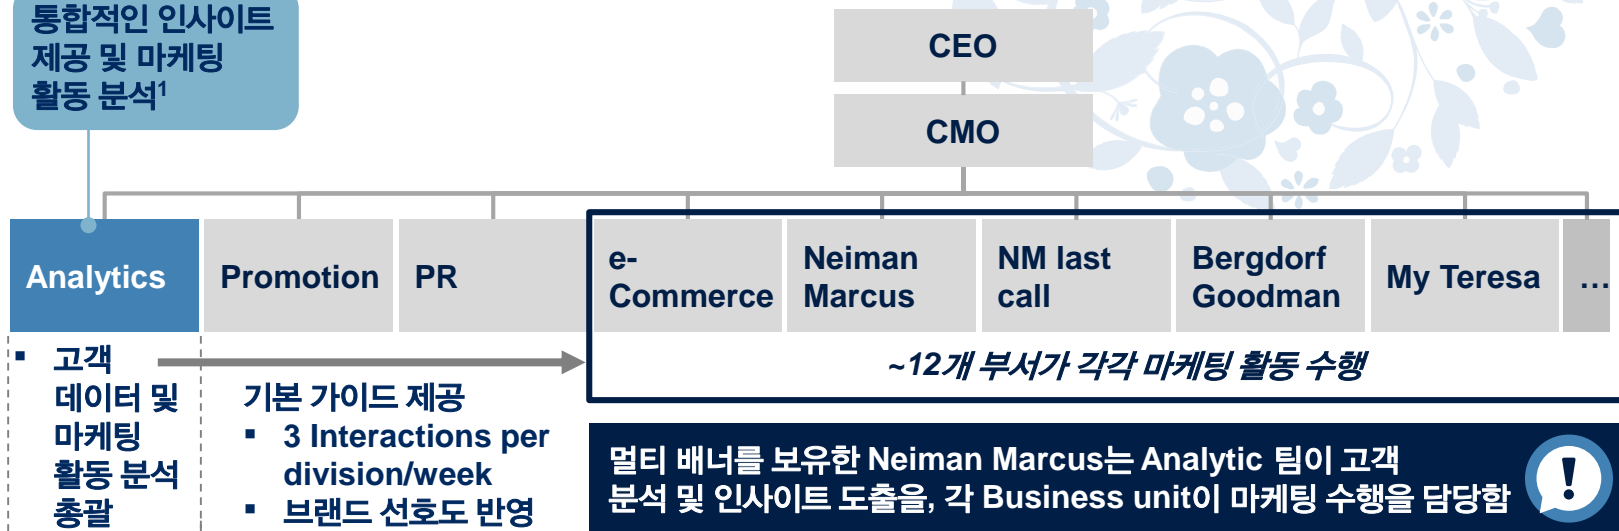 통합적인 인사이트
제공 및 마케팅
활동 분석1
CEO
CMO
Analytics
Promotion
PR
e-
Commerce
Neiman
Marcus
NM last
call
Bergdorf
Goodman
My Teresa
...
▪ 고객
데이터 및
마케팅
활동 분석
총괄
기본 가이드 제공
▪ 3 Interactions per
division/week
▪ 브랜드 선호도 반영
~12개 부서가 각각 마케팅 활동 수행
멀티 배너를 보유한 Neiman Marcus는 Analytic 팀이 고객
분석 및 인사이트 도출을, 각 Business unit이 마케팅 수행을 담당함
!